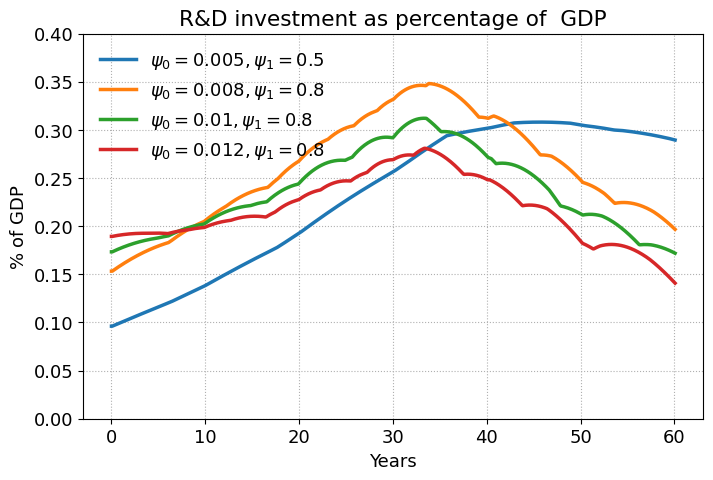 R&D investment as percentage of  GDP
0.40
0.35
0.30
0.25
0.20
0.15
0.10
0.05
0.00
% of GDP
ψ₀ = 0.005, ψ₁ = 0.5
ψ₀ = 0.008, ψ₁ = 0.8
ψ₀ = 0.01, ψ₁ = 0.8
ψ₀ = 0.012, ψ₁ = 0.8
0 10 20 30 40 50 60
Years